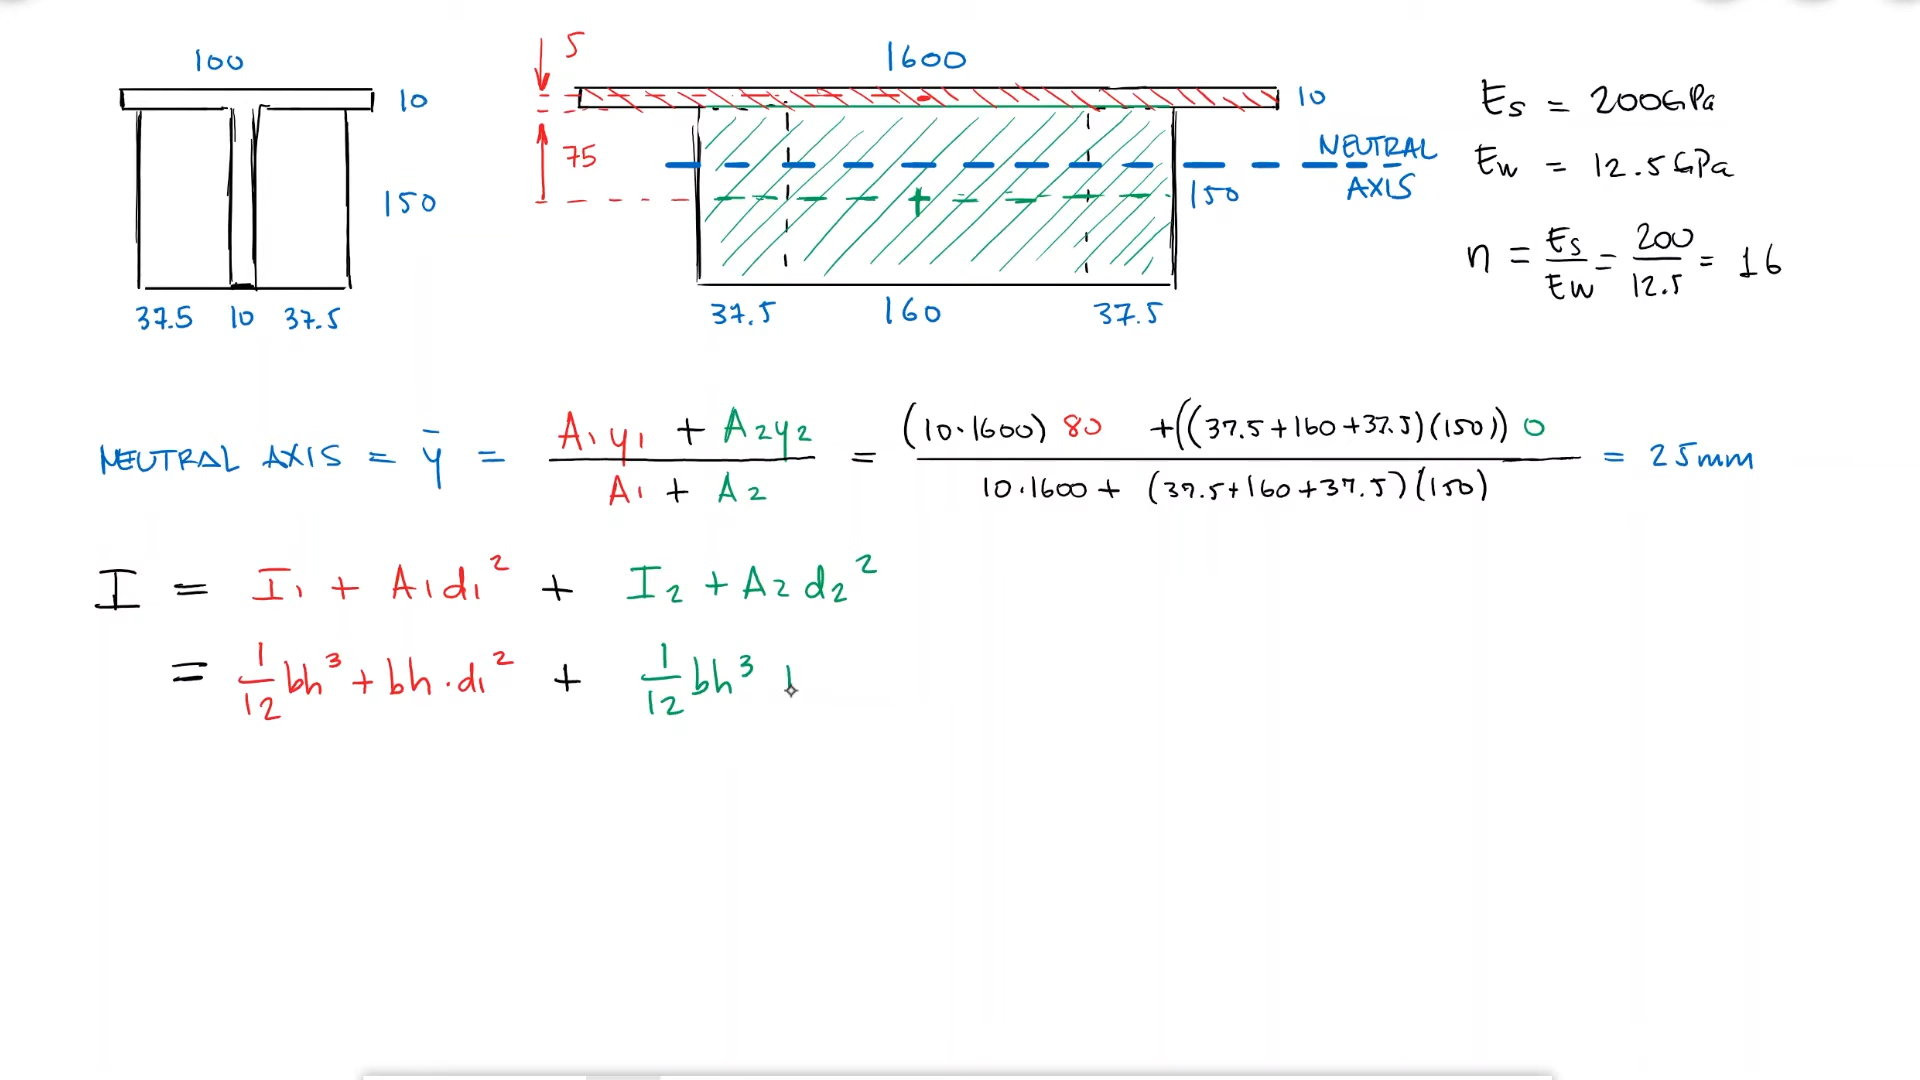 100
10
150
37.5 10 37.5
5
1600
10
75
NEUTRAL
AXIS
150
37.5 160 37.5
Es = 200GPa
Ew = 12.5GPa
n = Es/Ew = 200/12.5 = 16
NEUTRAL AXIS = ȳ = (A₁y₁ + A₂y₂)/(A₁ + A₂) = ((10·1600) 80 + ((37.5+160+37.5)(150)) 0)/(10·1600 + (37.5+160+37.5)(150)) = 25mm
I = I₁ + A₁d₁² + I₂ + A₂d₂²
= 1/12 bh³ + bh·d₁² + 1/12 bh³